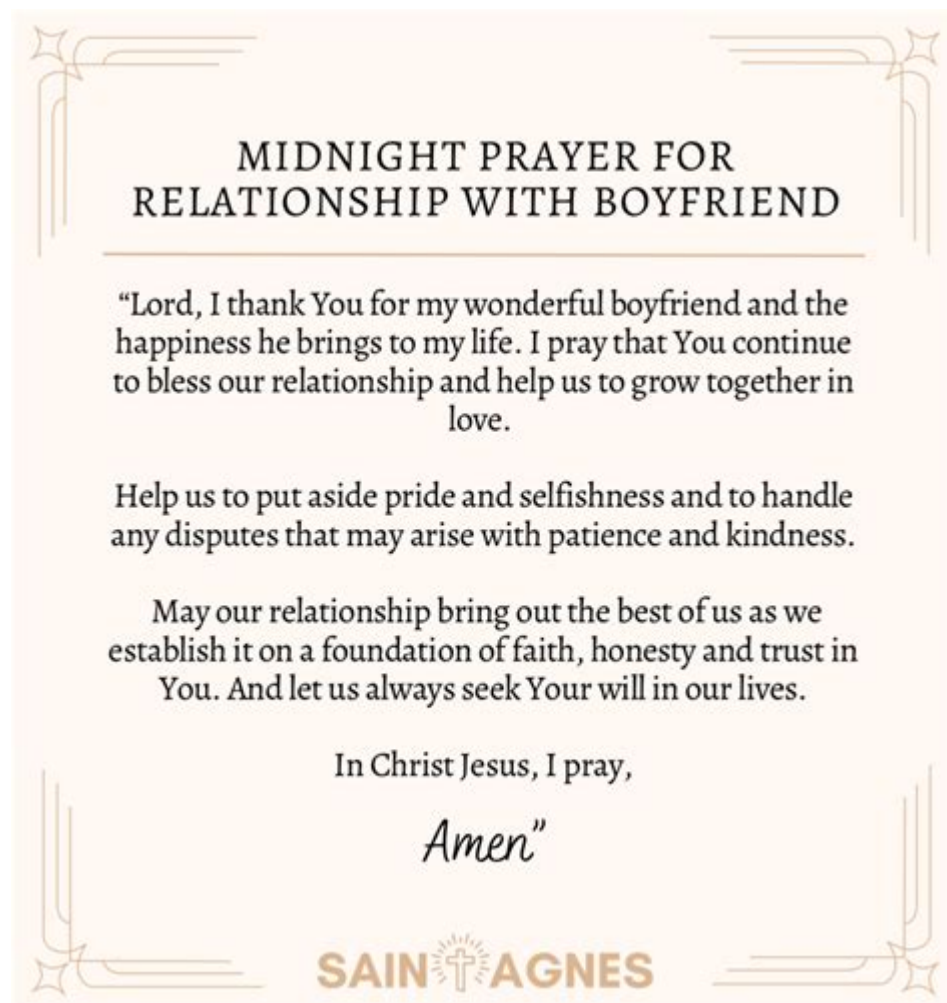 MIDNIGHT PRAYER FOR
RELATIONSHIP WITH BOYFRIEND
“Lord, I thank You for my wonderful boyfriend and the
happiness he brings to my life. I pray that You continue
to bless our relationship and help us to grow together in
love.
Help us to put aside pride and selfishness and to handle
any disputes that may arise with patience and kindness.
May our relationship bring out the best of us as we
establish it on a foundation of faith, honesty and trust in
You. And let us always seek Your will in our lives.
In Christ Jesus, I pray,
Amen”
SAINT AGNES